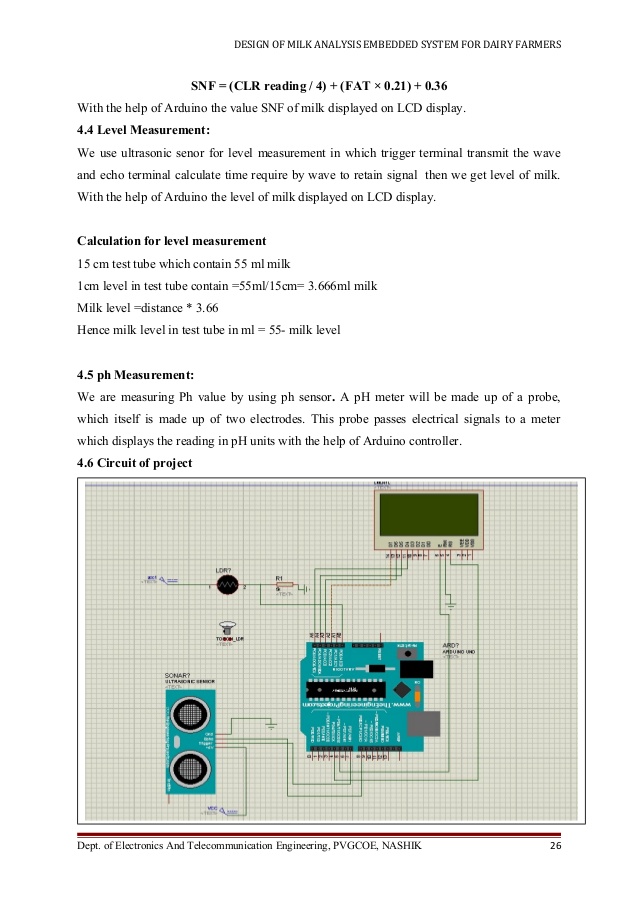 DESIGN OF MILK ANALYSIS EMBEDDED SYSTEM FOR DAIRY FARMERS
SNF = (CLR reading / 4) + (FAT × 0.21) + 0.36
With the help of Arduino the value SNF of milk displayed on LCD display.
4.4 Level Measurement:
We use ultrasonic senor for level measurement in which trigger terminal transmit the wave
and echo terminal calculate time require by wave to retain signal then we get level of milk.
With the help of Arduino the level of milk displayed on LCD display.
Calculation for level measurement
15 cm test tube which contain 55 ml milk
1cm level in test tube contain =55ml/15cm= 3.666ml milk
Milk level =distance * 3.66
Hence milk level in test tube in ml = 55- milk level
4.5 ph Measurement:
We are measuring Ph value by using ph sensor. A pH meter will be made up of a probe,
which itself is made up of two electrodes. This probe passes electrical signals to a meter
which displays the reading in pH units with the help of Arduino controller.
4.6 Circuit of project
LDR?
1
2
R1
<TEXT>
ARD?
ARDUINO UNO
<TEXT>
SONAR?
ULTRASONIC SENSOR
<TEXT>
www.TheEngineeringProjects.com
VCC
<TEXT>
Dept. of Electronics And Telecommunication Engineering, PVGCOE, NASHIK
26